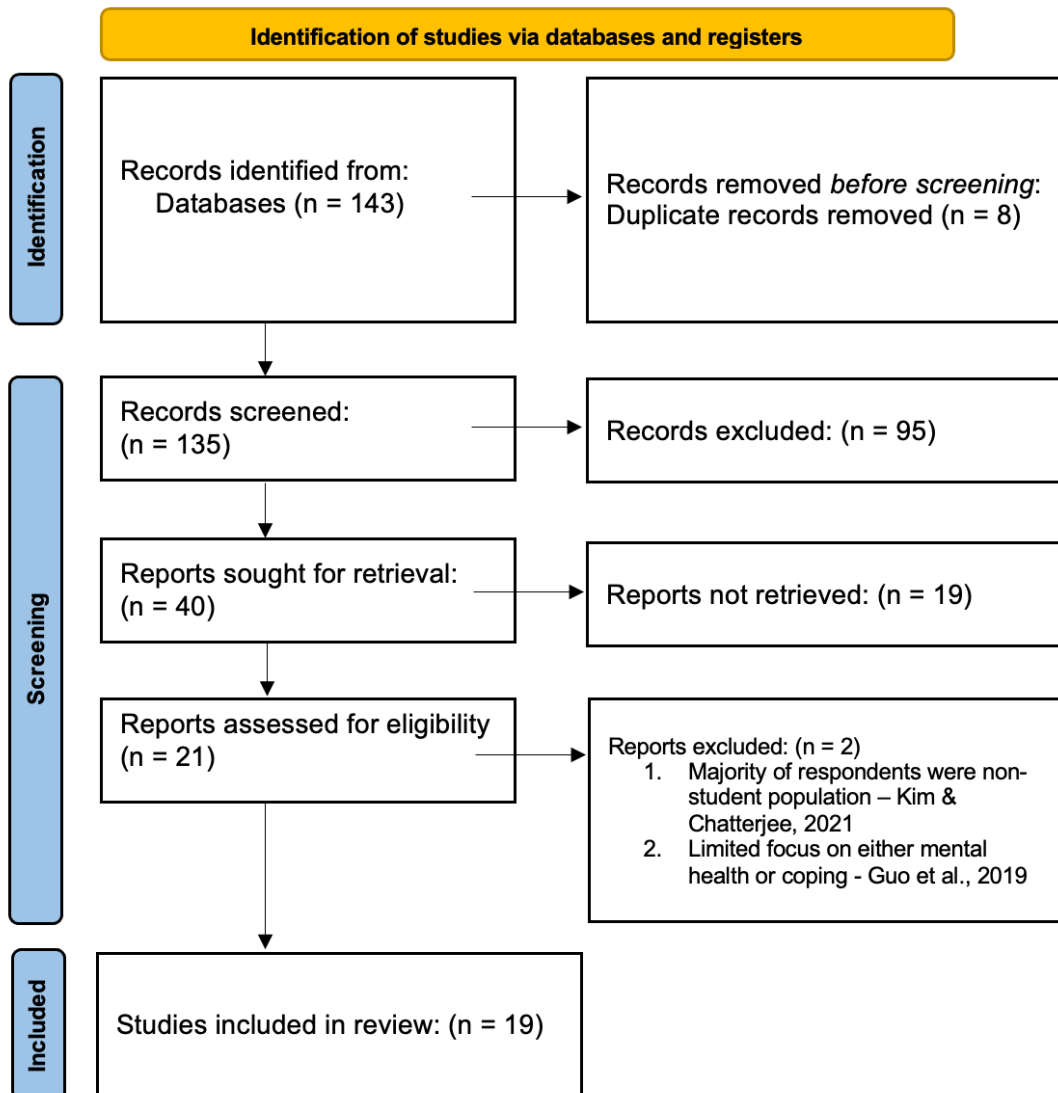 Identification of studies via databases and registers
Identification
Records identified from:
Databases (n = 143)
Records removed before screening:
Duplicate records removed (n = 8)
Screening
Records screened:
(n = 135)
Records excluded: (n = 95)
Reports sought for retrieval:
(n = 40)
Reports not retrieved: (n = 19)
Reports assessed for eligibility
(n = 21)
Reports excluded: (n = 2)
1. Majority of respondents were non-
student population – Kim &
Chatterjee, 2021
2. Limited focus on either mental
health or coping - Guo et al., 2019
Included
Studies included in review: (n = 19)